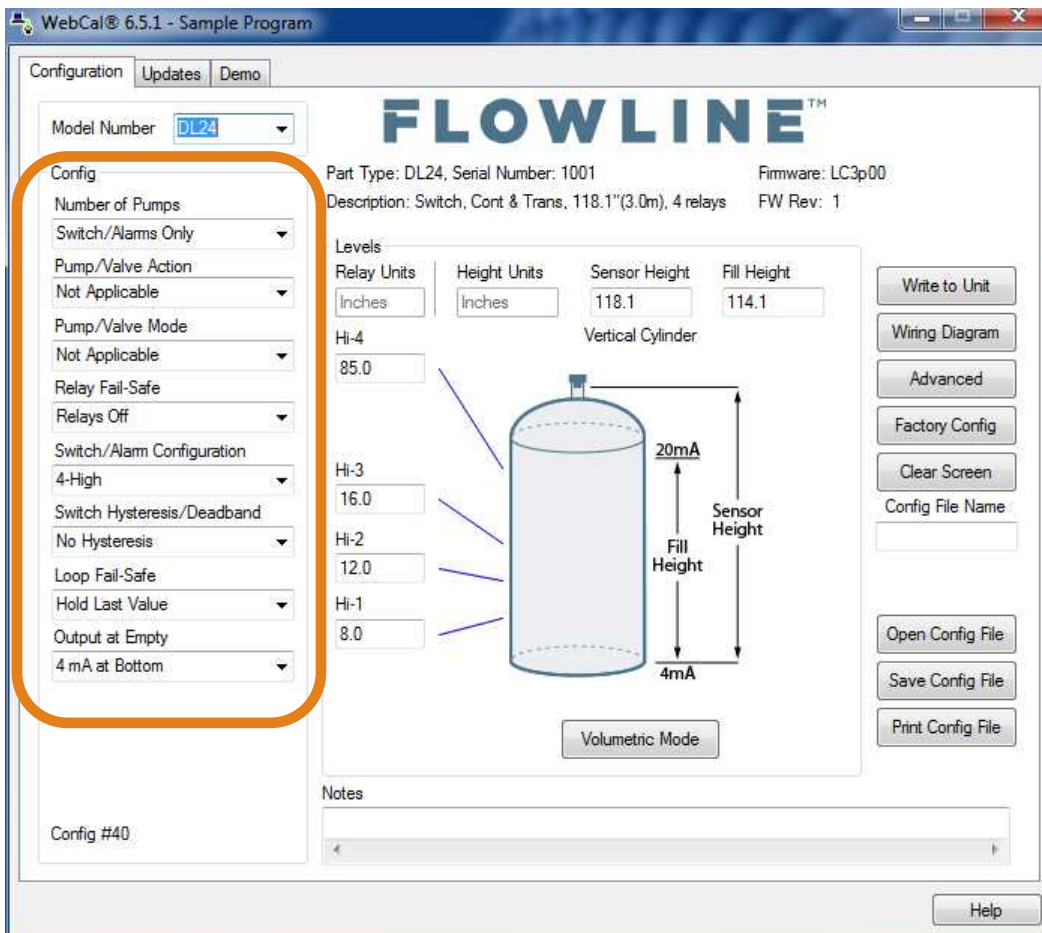 WebCal® 6.5.1 - Sample Program
Configuration Updates Demo
Model Number DL24
FLOWLINE™
Config
Part Type: DL24, Serial Number: 1001 Firmware: LC3p00
Description: Switch, Cont & Trans, 118.1"(3.0m), 4 relays FW Rev: 1
Number of Pumps
Switch/Alarms Only
Pump/Valve Action
Not Applicable
Pump/Valve Mode
Not Applicable
Relay Fail-Safe
Relays Off
Switch/Alarm Configuration
4-High
Switch Hysteresis/Deadband
No Hysteresis
Loop Fail-Safe
Hold Last Value
Output at Empty
4 mA at Bottom
Config #40
Levels
Relay Units Height Units Sensor Height Fill Height
Inches Inches 118.1 114.1
Vertical Cylinder
Hi-4
85.0
Hi-3
16.0
Hi-2
12.0
Hi-1
8.0
20mA
Sensor
Height
Fill
Height
4mA
Volumetric Mode
Write to Unit
Wiring Diagram
Advanced
Factory Config
Clear Screen
Config File Name
Open Config File
Save Config File
Print Config File
Notes
Help